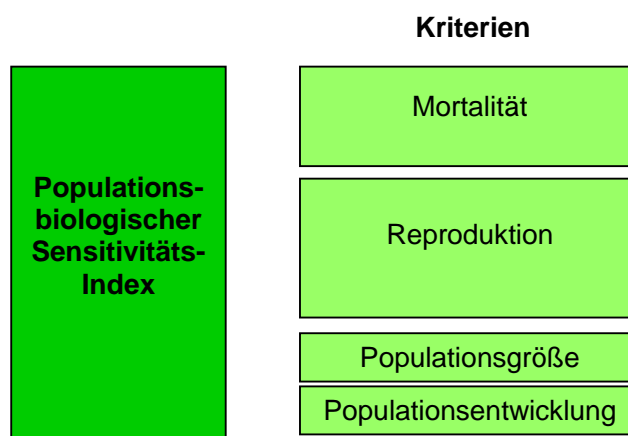 Kriterien
Populations-
biologischer
Sensitivitäts-
Index
Mortalität
Reproduktion
Populationsgröße
Populationsentwicklung